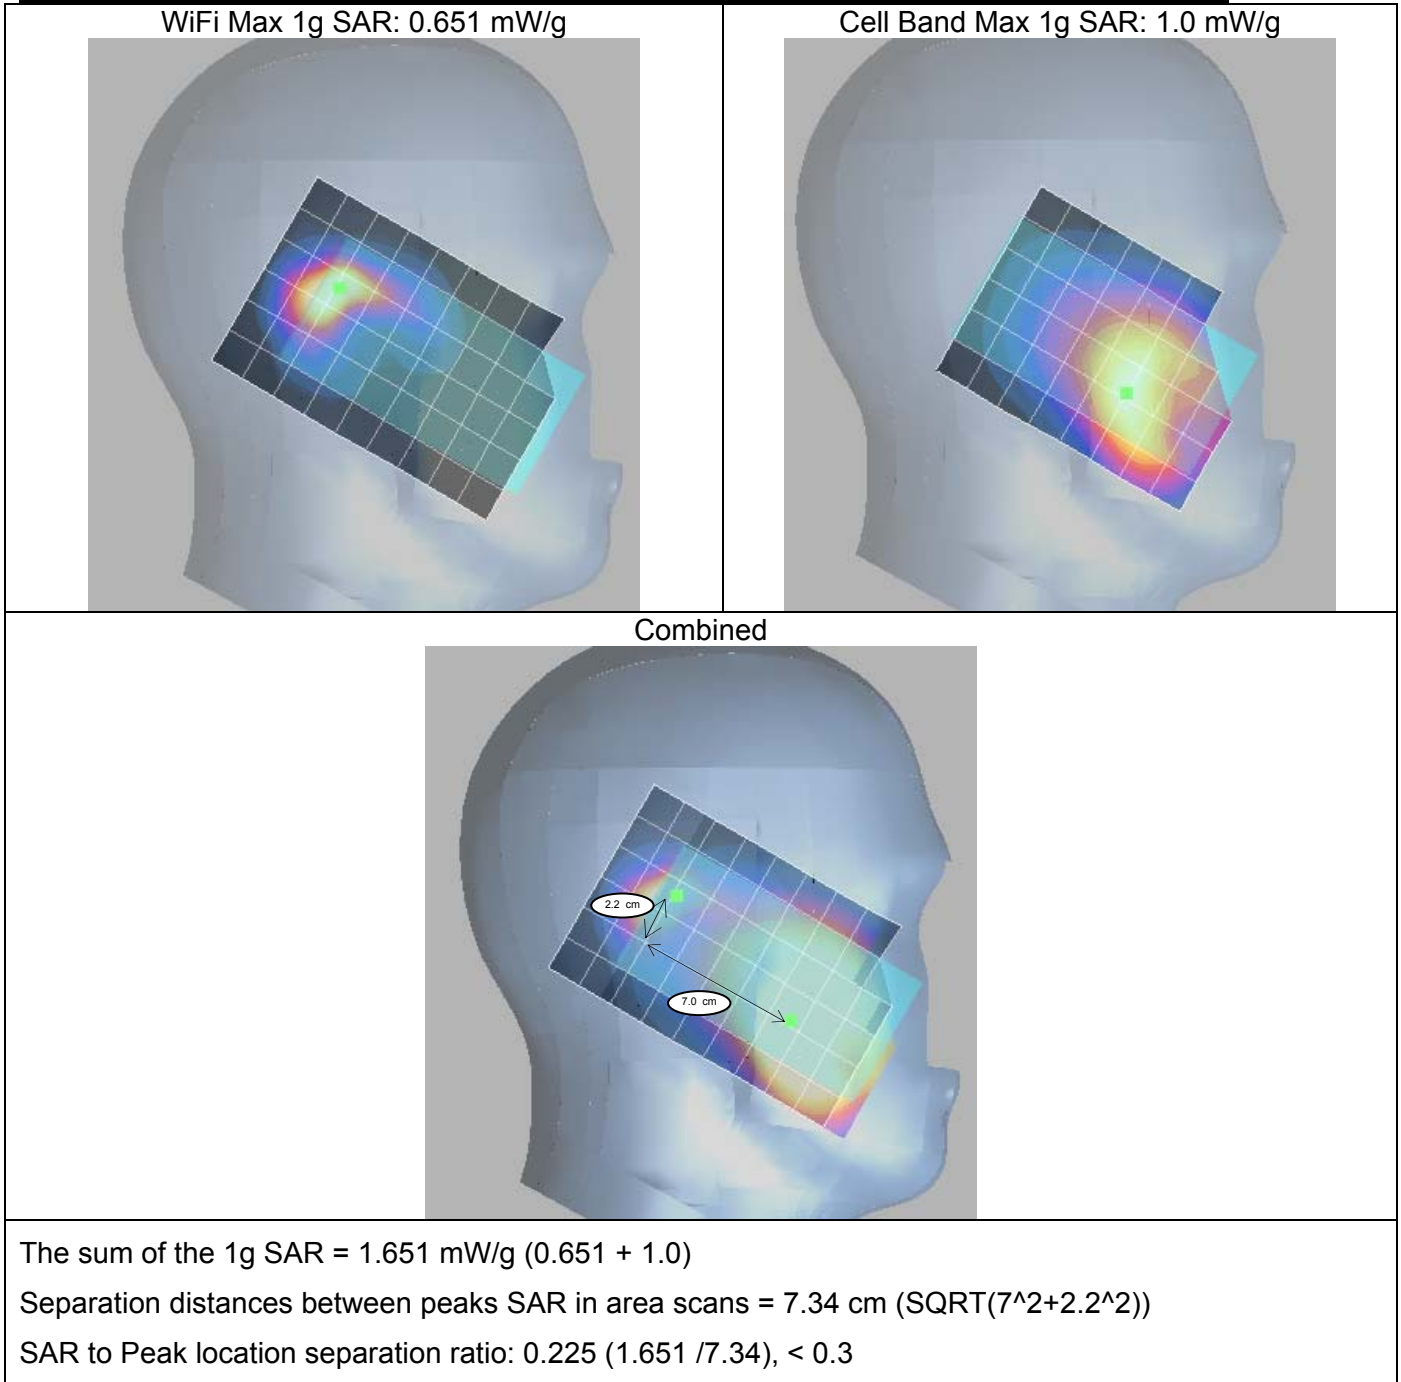 WiFi Max 1g SAR: 0.651 mW/g
Cell Band Max 1g SAR: 1.0 mW/g
Combined
2.2 cm
7.0 cm
The sum of the 1g SAR = 1.651 mW/g (0.651 + 1.0)
Separation distances between peaks SAR in area scans = 7.34 cm (SQRT(7^2+2.2^2))
SAR to Peak location separation ratio: 0.225 (1.651 /7.34), < 0.3